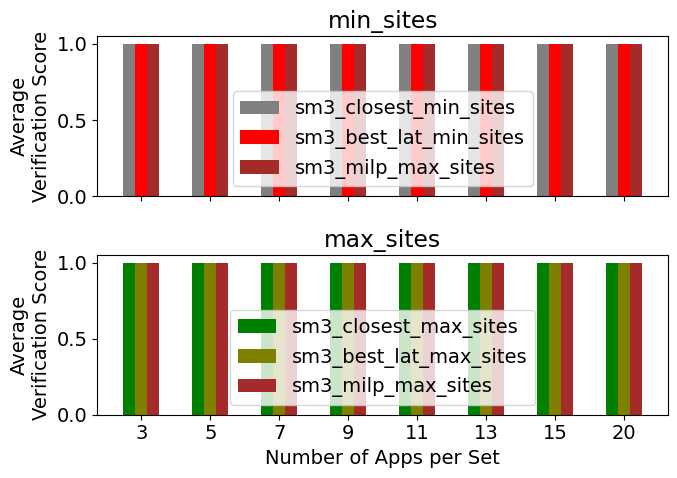 min_sites
Average
Verification Score
1.0
0.5
0.0
sm3_closest_min_sites
sm3_best_lat_min_sites
sm3_milp_max_sites
max_sites
Average
Verification Score
1.0
0.5
0.0
sm3_closest_max_sites
sm3_best_lat_max_sites
sm3_milp_max_sites
3 5 7 9 11 13 15 20
Number of Apps per Set